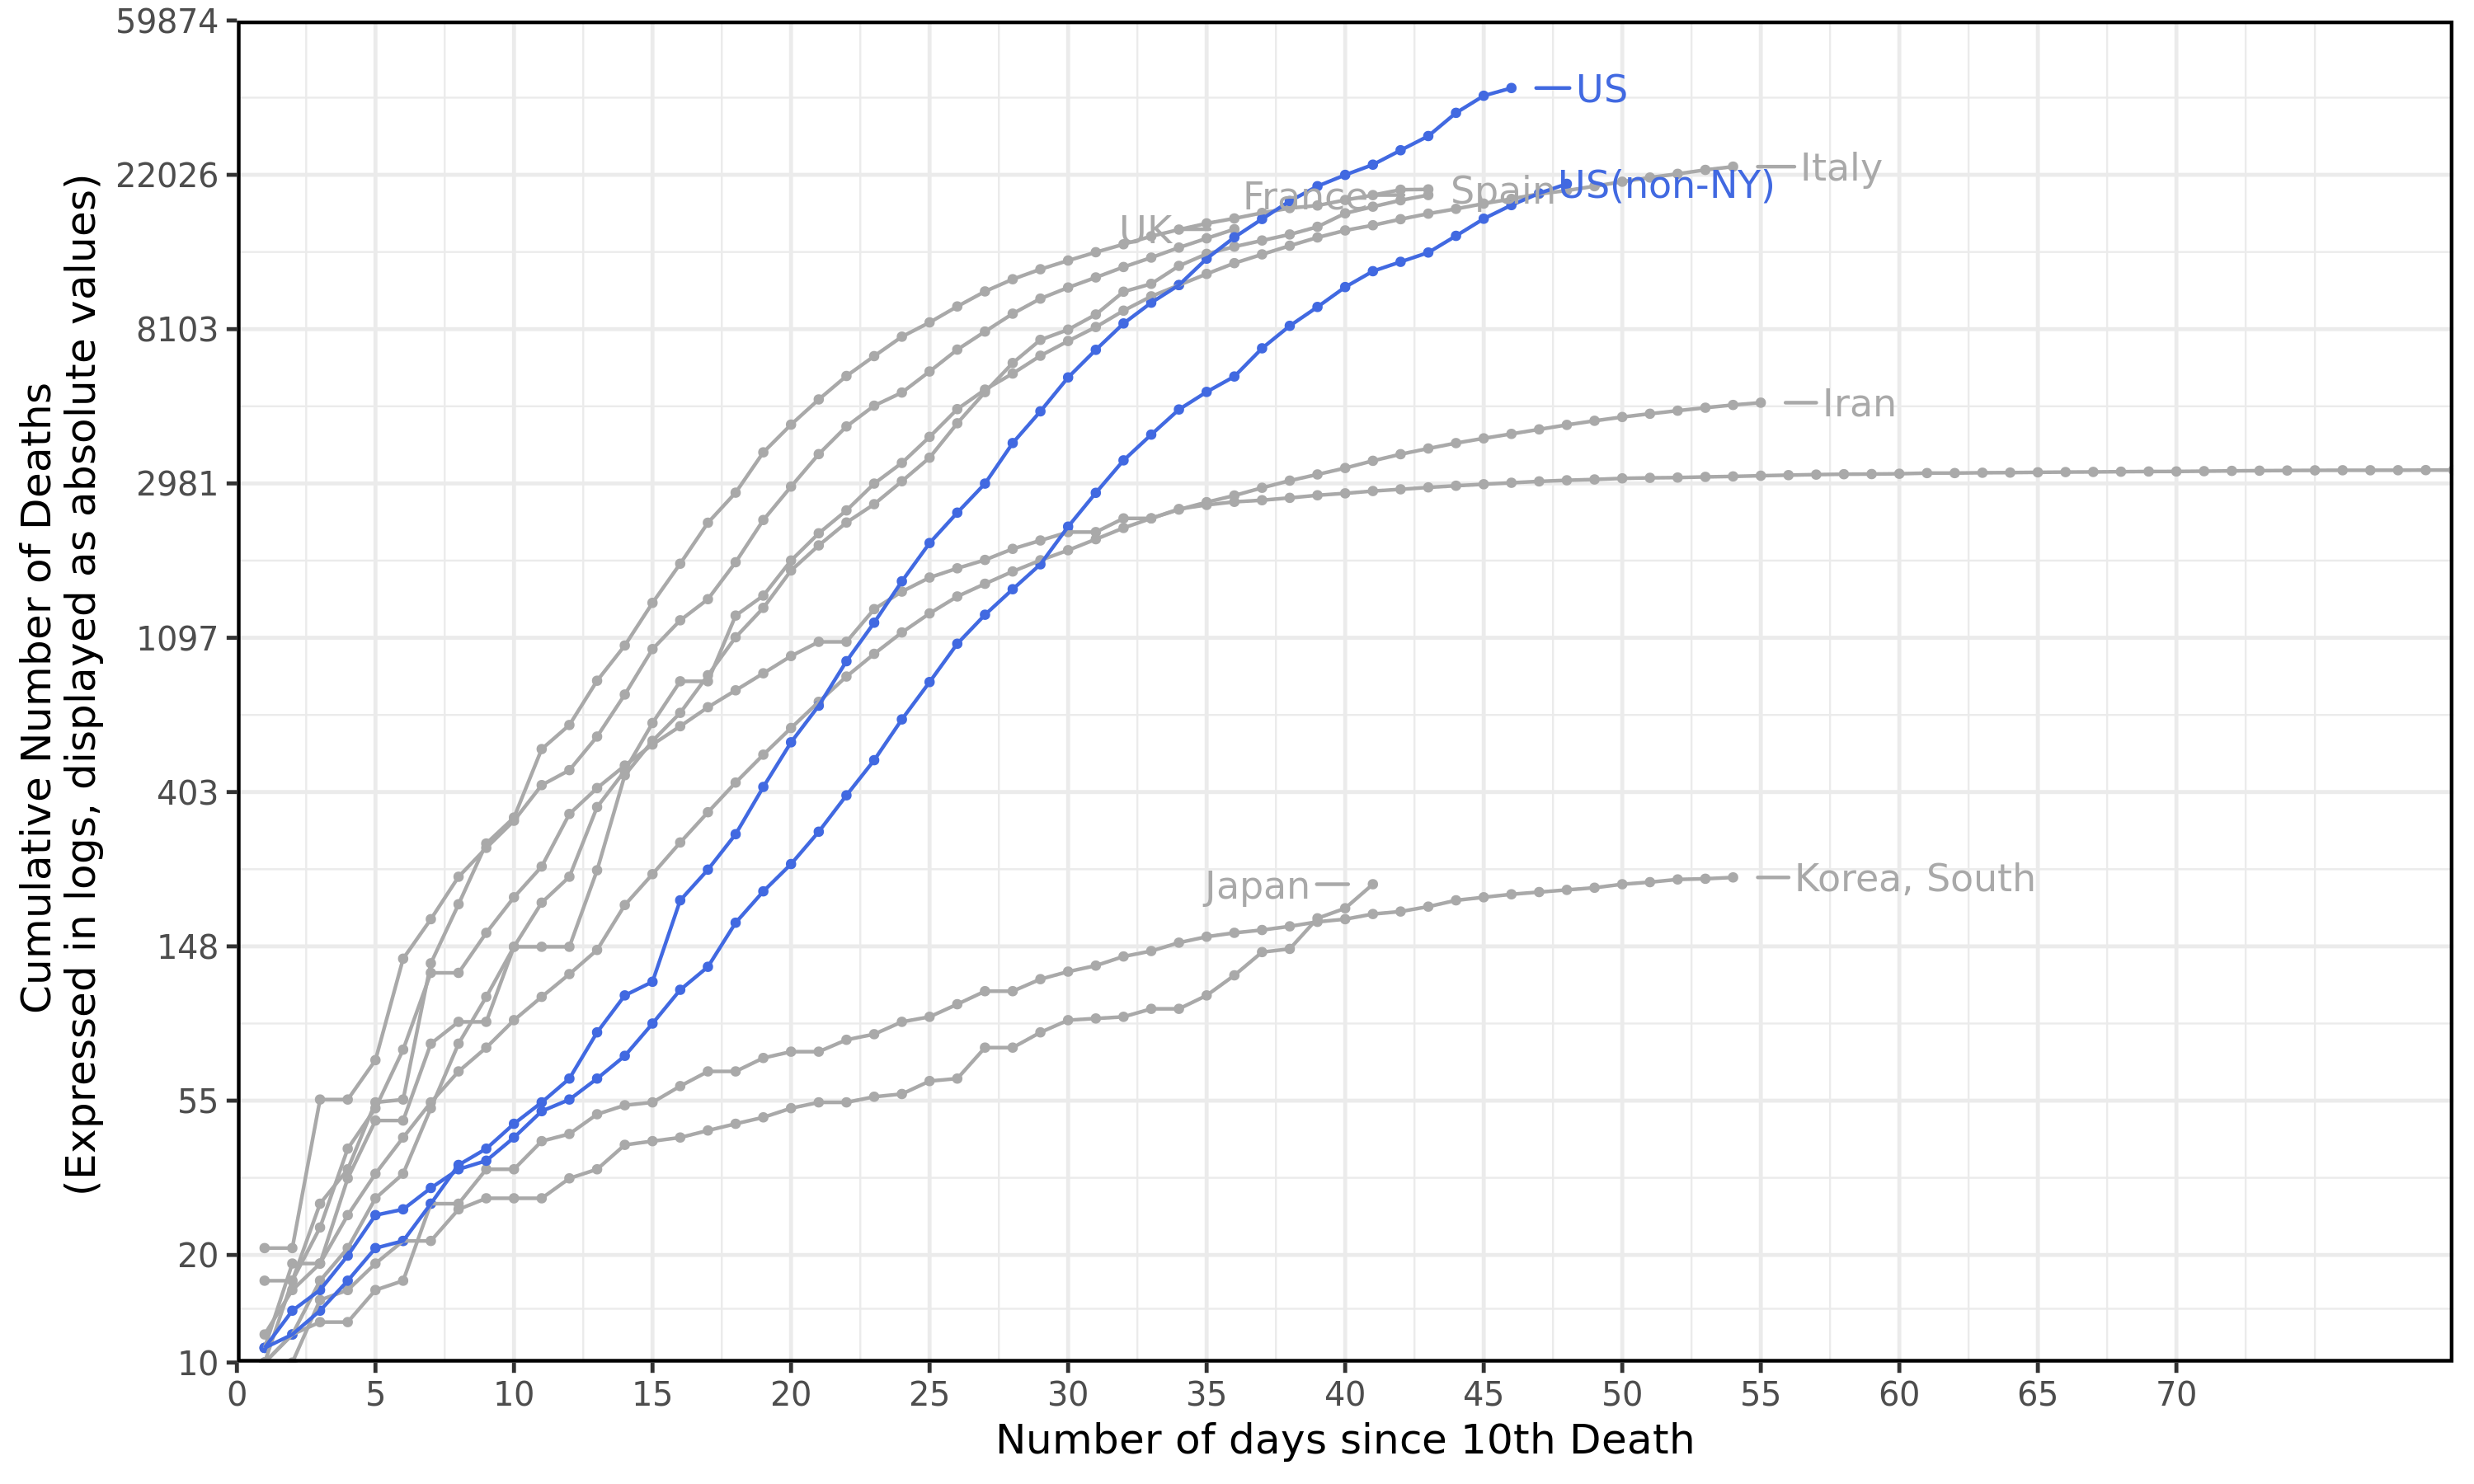 59874
22026
8103
2981
1097
403
148
55
20
10
Cumulative Number of Deaths
(Expressed in logs, displayed as absolute values)
US
Italy
France
Spain
US(non-NY)
UK
Iran
Japan
Korea, South
0 5 10 15 20 25 30 35 40 45 50 55 60 65 70
Number of days since 10th Death